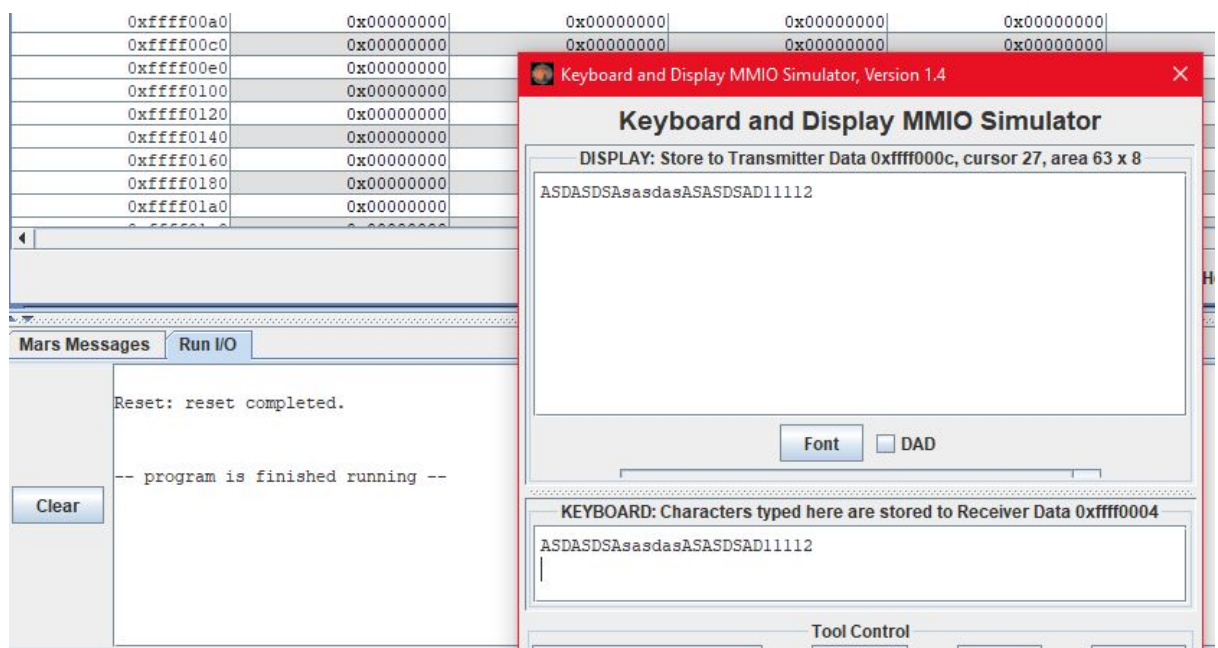 0xffff00a0 0x00000000 0x00000000 0x00000000 0x00000000
0xffff00c0 0x00000000 0x00000000 0x00000000 0x00000000
0xffff00e0 0x00000000
0xffff0100 0x00000000
0xffff0120 0x00000000
0xffff0140 0x00000000
0xffff0160 0x00000000
0xffff0180 0x00000000
0xffff01a0 0x00000000
Keyboard and Display MMIO Simulator, Version 1.4
Keyboard and Display MMIO Simulator
DISPLAY: Store to Transmitter Data 0xffff000c, cursor 27, area 63 x 8
ASDASDSAsasdasASASDSAD11112
Font DAD
KEYBOARD: Characters typed here are stored to Receiver Data 0xffff0004
ASDASDSAsasdasASASDSAD11112
Tool Control
Mars Messages Run I/O
Reset: reset completed.
-- program is finished running --
Clear